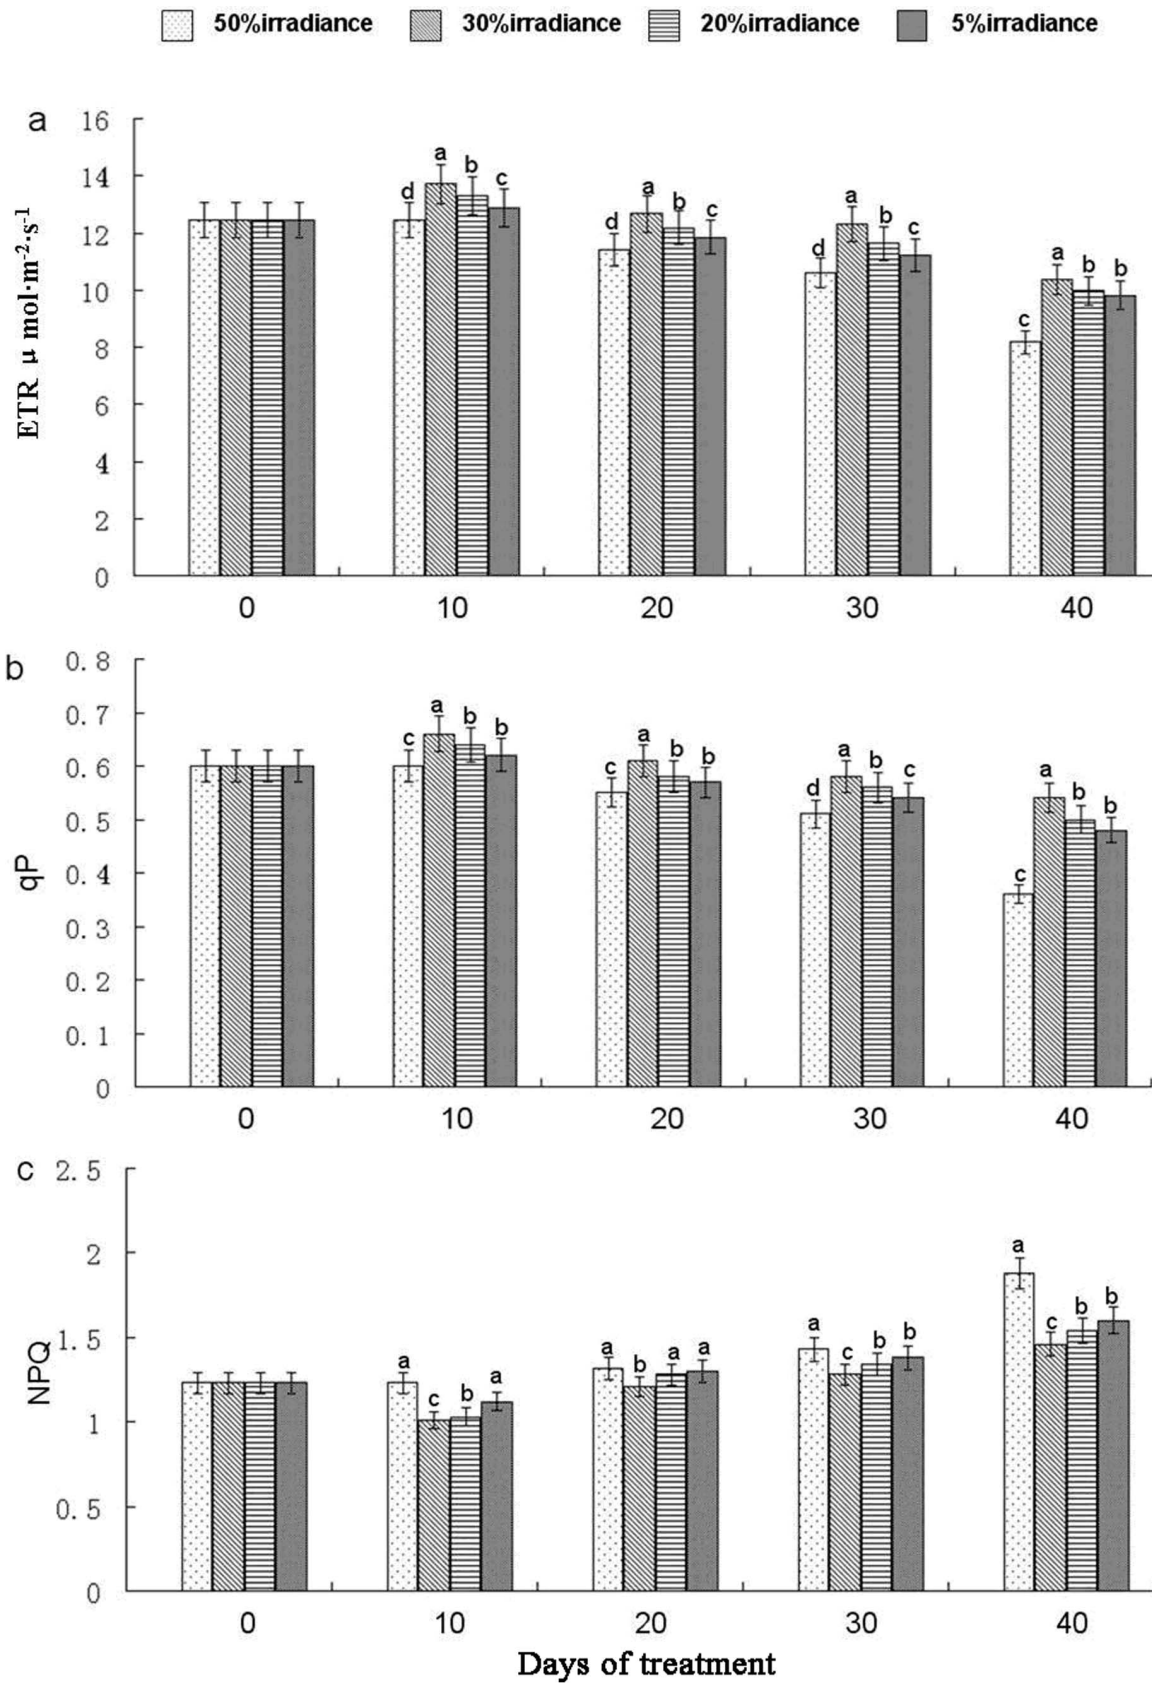 50%irradiance 30%irradiance 20%irradiance 5%irradiance
a
ETR μ mol·m⁻²·s⁻¹
16
14
12
10
8
6
4
2
0
d a b c
d a b c
d a b c
c a b b
0 10 20 30 40
b
qP
0.8
0.7
0.6
0.5
0.4
0.3
0.2
0.1
0
c a b b
c a b b
d a b c
c a b b
0 10 20 30 40
c
NPQ
2.5
2
1.5
1
0.5
0
a c b a
a b a a
a c b b
a c b b
0 10 20 30 40
Days of treatment